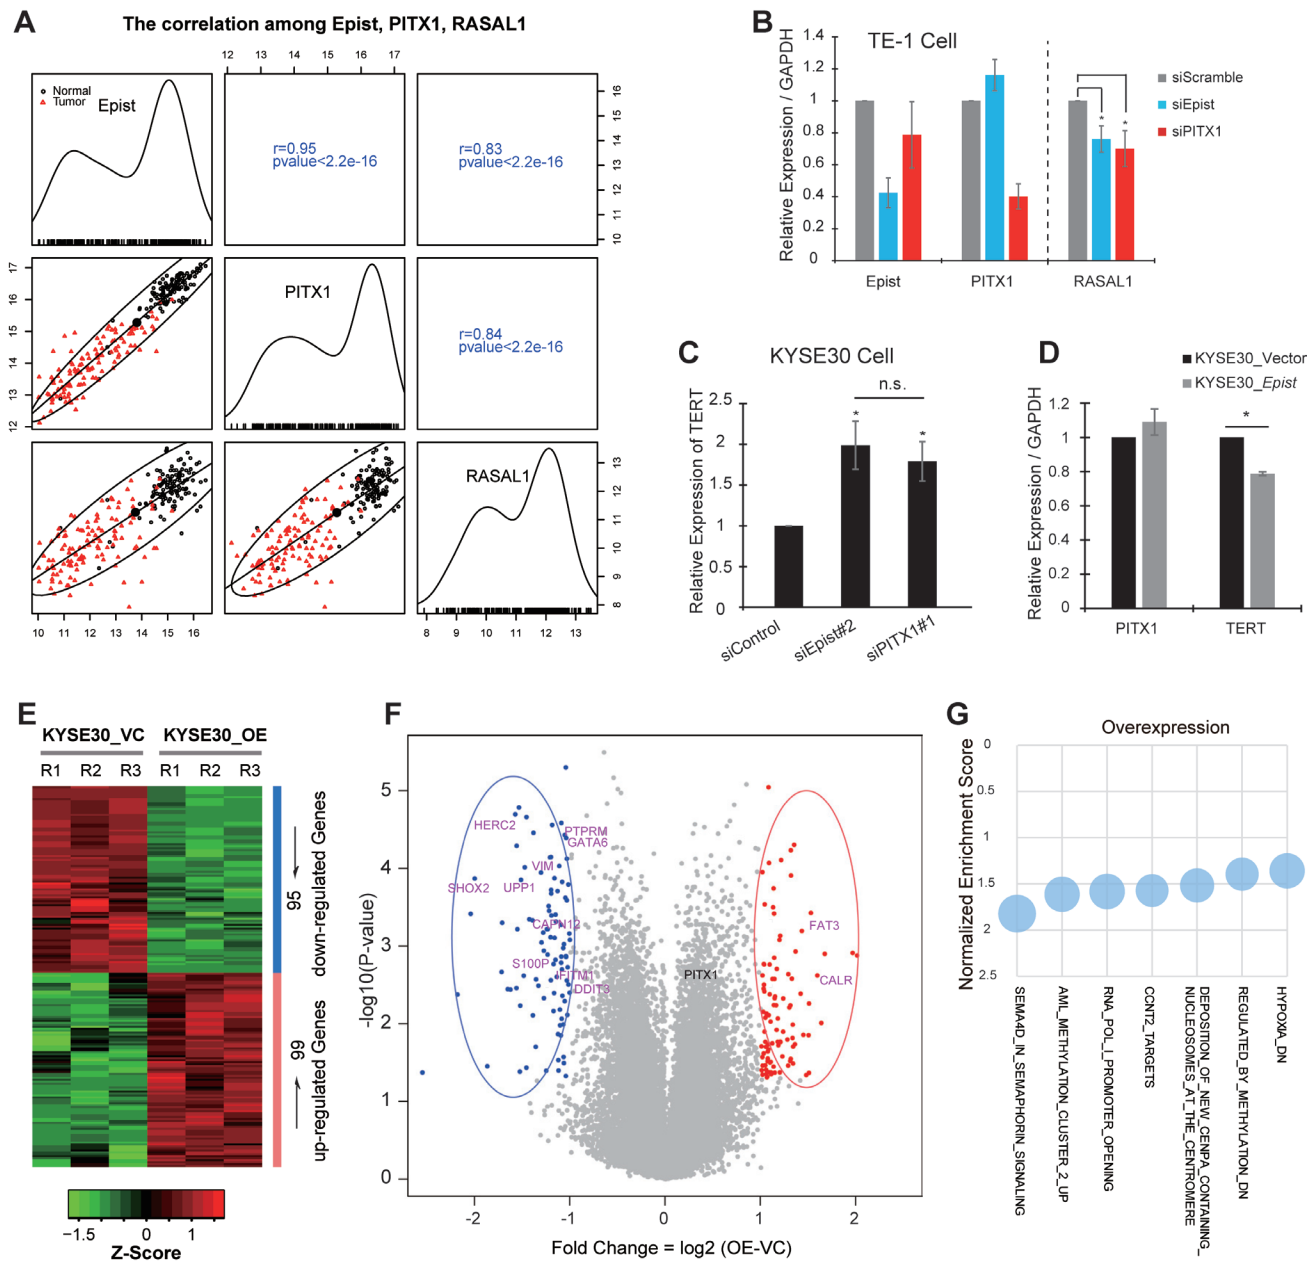 A
The correlation among Epist, PITX1, RASAL1
12 13 14 15 16 17
Normal
Tumor
Epist
r=0.95
pvalue<2.2e-16
r=0.83
pvalue<2.2e-16
16
15
14
13
12
11
10
17
16
15
14
13
12
PITX1
r=0.84
pvalue<2.2e-16
RASAL1
13
12
11
10
9
8
10 11 12 13 14 15 16
8 9 10 11 12 13
B
TE-1 Cell
Relative Expression / GAPDH
1.4
1.2
1
0.8
0.6
0.4
0.2
0
* *
Epist PITX1 RASAL1
siScramble
siEpist
siPITX1
C
KYSE30 Cell
Relative Expression of TERT
2.5
2
1.5
1
0.5
0
n.s.
* *
siControl
siEpist#2
siPITX1#1
D
KYSE30_Vector
KYSE30_Epist
Relative Expression / GAPDH
1.2
1
0.8
0.6
0.4
0.2
0
*
PITX1 TERT
E
KYSE30_VC KYSE30_OE
R1 R2 R3 R1 R2 R3
95
down-regulated Genes
99
up-regulated Genes
−1.5 0 1
Z-Score
F
-log10(P-value)
5
4
3
2
1
0
HERC2
PTPRM
GATA6
VIM
SHOX2
UPP1
CAPN12
S100P
IFITM1
DDIT3
PITX1
FAT3
CALR
-2 -1 0 1 2
Fold Change = log2 (OE-VC)
G
Overexpression
Normalized Enrichment Score
0
0.5
1
1.5
2
2.5
SEMA4D_IN_SEMAPHORIN_SIGNALING
AML_METHYLATION_CLUSTER_2_UP
RNA_POL_I_PROMOTER_OPENING
CCNT2_TARGETS
DEPOSITION_OF_NEW_CENPA_CONTAINING_
NUCLEOSOMES_AT_THE_CENTROMERE
REGULATED_BY_METHYLATION_DN
HYPOXIA_DN